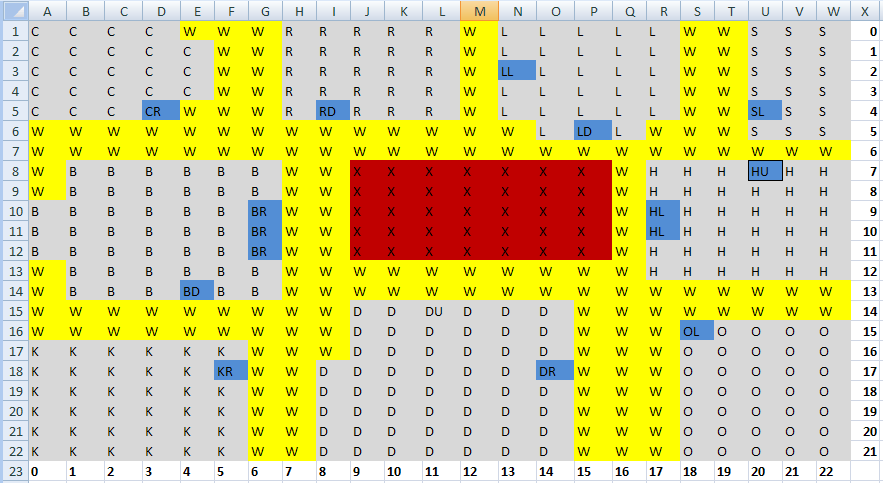 A B C D E F G H I J K L M N O P Q R S T U V W X
1 C C C C W W W R R R R R W L L L L L W W S S S 0
2 C C C C C W W R R R R R W L L L L L W W S S S 1
3 C C C C C W W R R R R R W LL L L L L W W S S S 2
4 C C C C C W W R R R R R W L L L L L W W S S S 3
5 C C C CR W W W R RD R R R W L L L L L W W SL S S 4
6 W W W W W W W W W W W W W W L LD L W W W S S S 5
7 W W W W W W W W W W W W W W W W W W W W W W W 6
8 W B B B B B B W W X X X X X X X W H H H HU H H 7
9 W B B B B B B W W X X X X X X X W H H H H H H 8
10 B B B B B B BR W W X X X X X X X W HL H H H H H 9
11 B B B B B B BR W W X X X X X X X W HL H H H H H 10
12 B B B B B B BR W W X X X X X X X W H H H H H H 11
13 W B B B B B B W W W W W W W W W W H H H H H H 12
14 W B B B BD B B W W W W W W W W W W W W W W W W 13
15 W W W W W W W W W D D DU D D D W W W W W W W W 14
16 W W W W W W W W W D D D D D D W W W OL O O O O 15
17 K K K K K K W W W D D D D D D W W W O O O O O 16
18 K K K K K KR W W D D D D D D DR W W W O O O O O 17
19 K K K K K K W W D D D D D D D W W W O O O O O 18
20 K K K K K K W W D D D D D D D W W W O O O O O 19
21 K K K K K K W W D D D D D D D W W W O O O O O 20
22 K K K K K K W W D D D D D D D W W W O O O O O 21
23 0 1 2 3 4 5 6 7 8 9 10 11 12 13 14 15 16 17 18 19 20 21 22